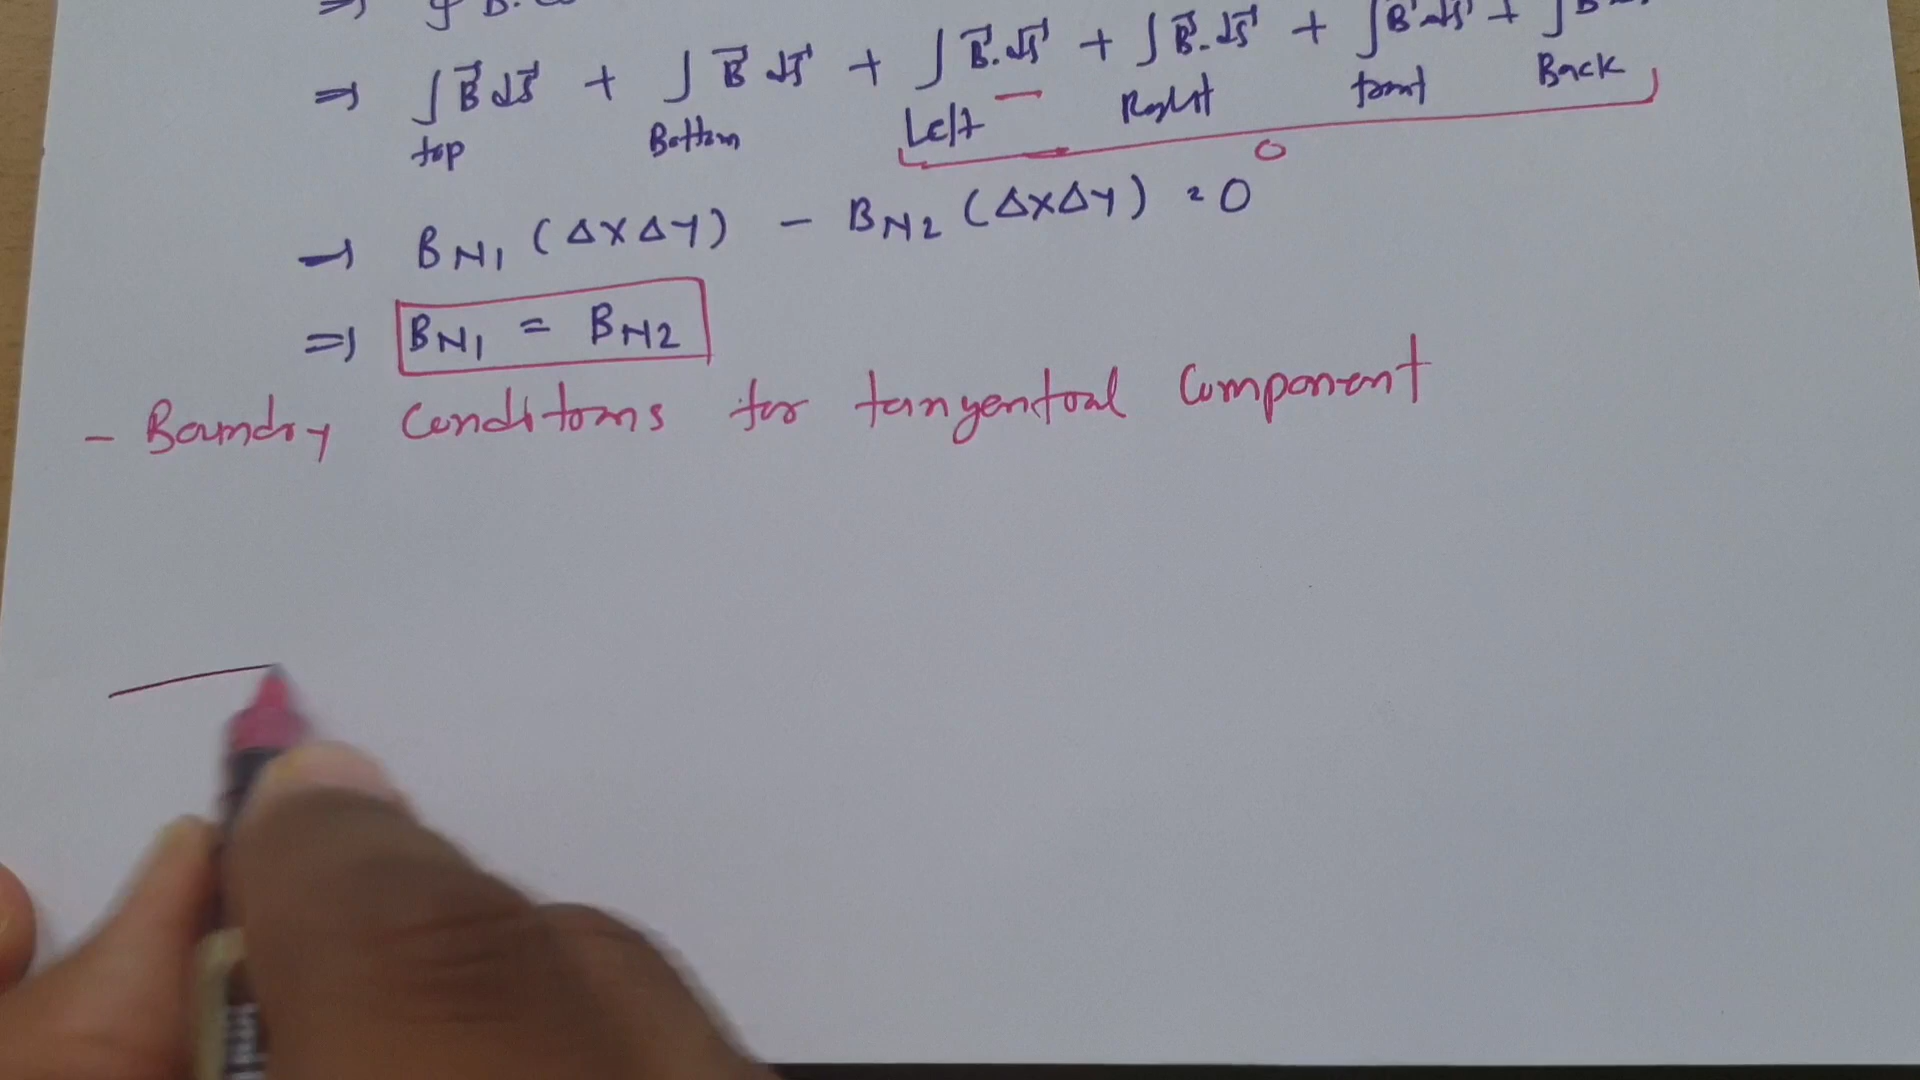 ⇒ ∫B⃗ dS⃗ + ∫B⃗ dS⃗ + ∫B⃗.dS⃗ + ∫B⃗.dS⃗ + ∫B⃗ dS⃗ + ∫B
top Bottom Left Right front Back
0
→ BN1 (ΔXΔY) - BN2 (ΔXΔY) = 0
⇒ BN1 = BN2
- Boundry Conditions for tangentoal Component